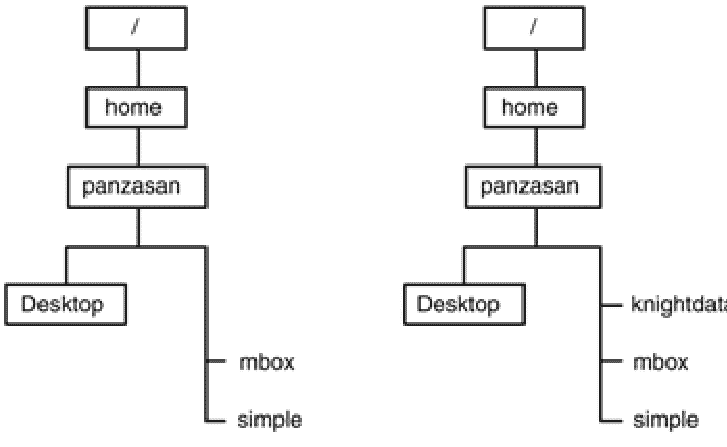 /
home
panzasan
Desktop
mbox
simple
/
home
panzasan
Desktop
knightdata
mbox
simple